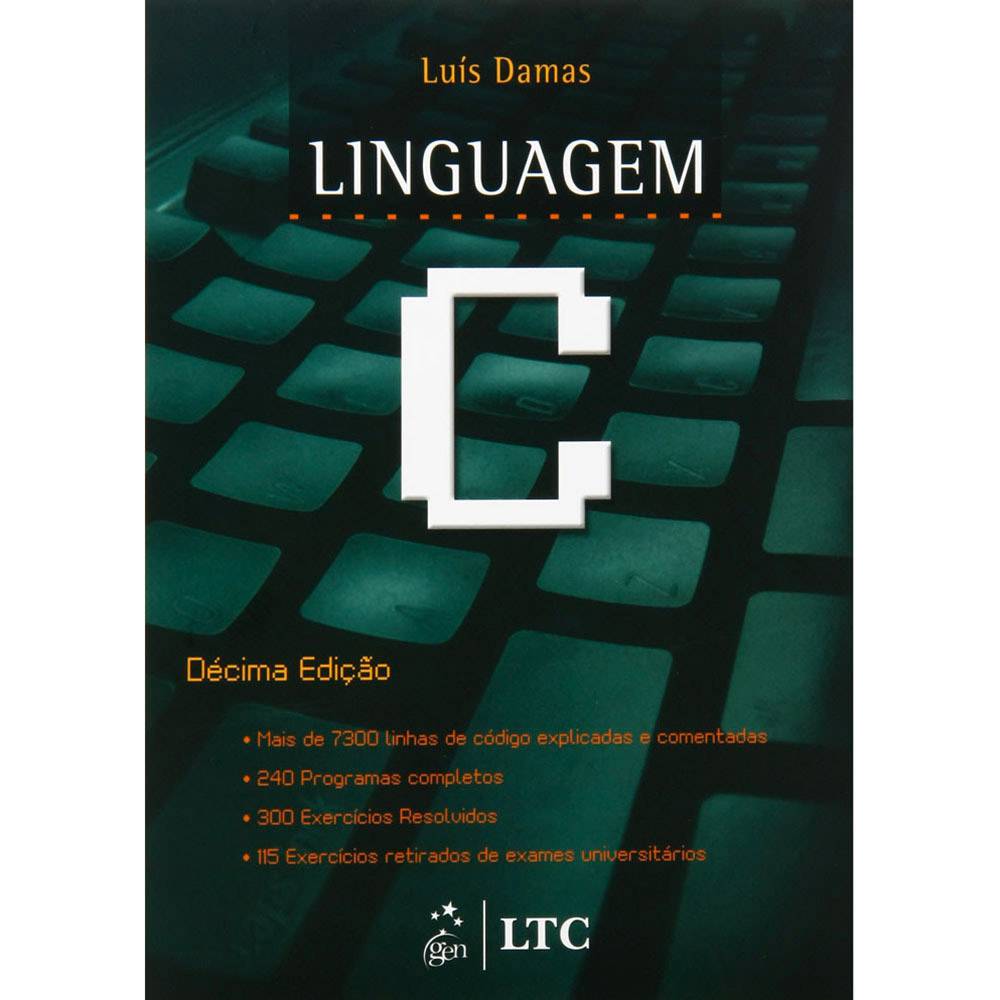 Luís Damas
LINGUAGEM
C
Décima Edição
• Mais de 7300 linhas de código explicadas e comentadas
• 240 Programas completos
• 300 Exercícios Resolvidos
• 115 Exercícios retirados de exames universitários
gen
LTC